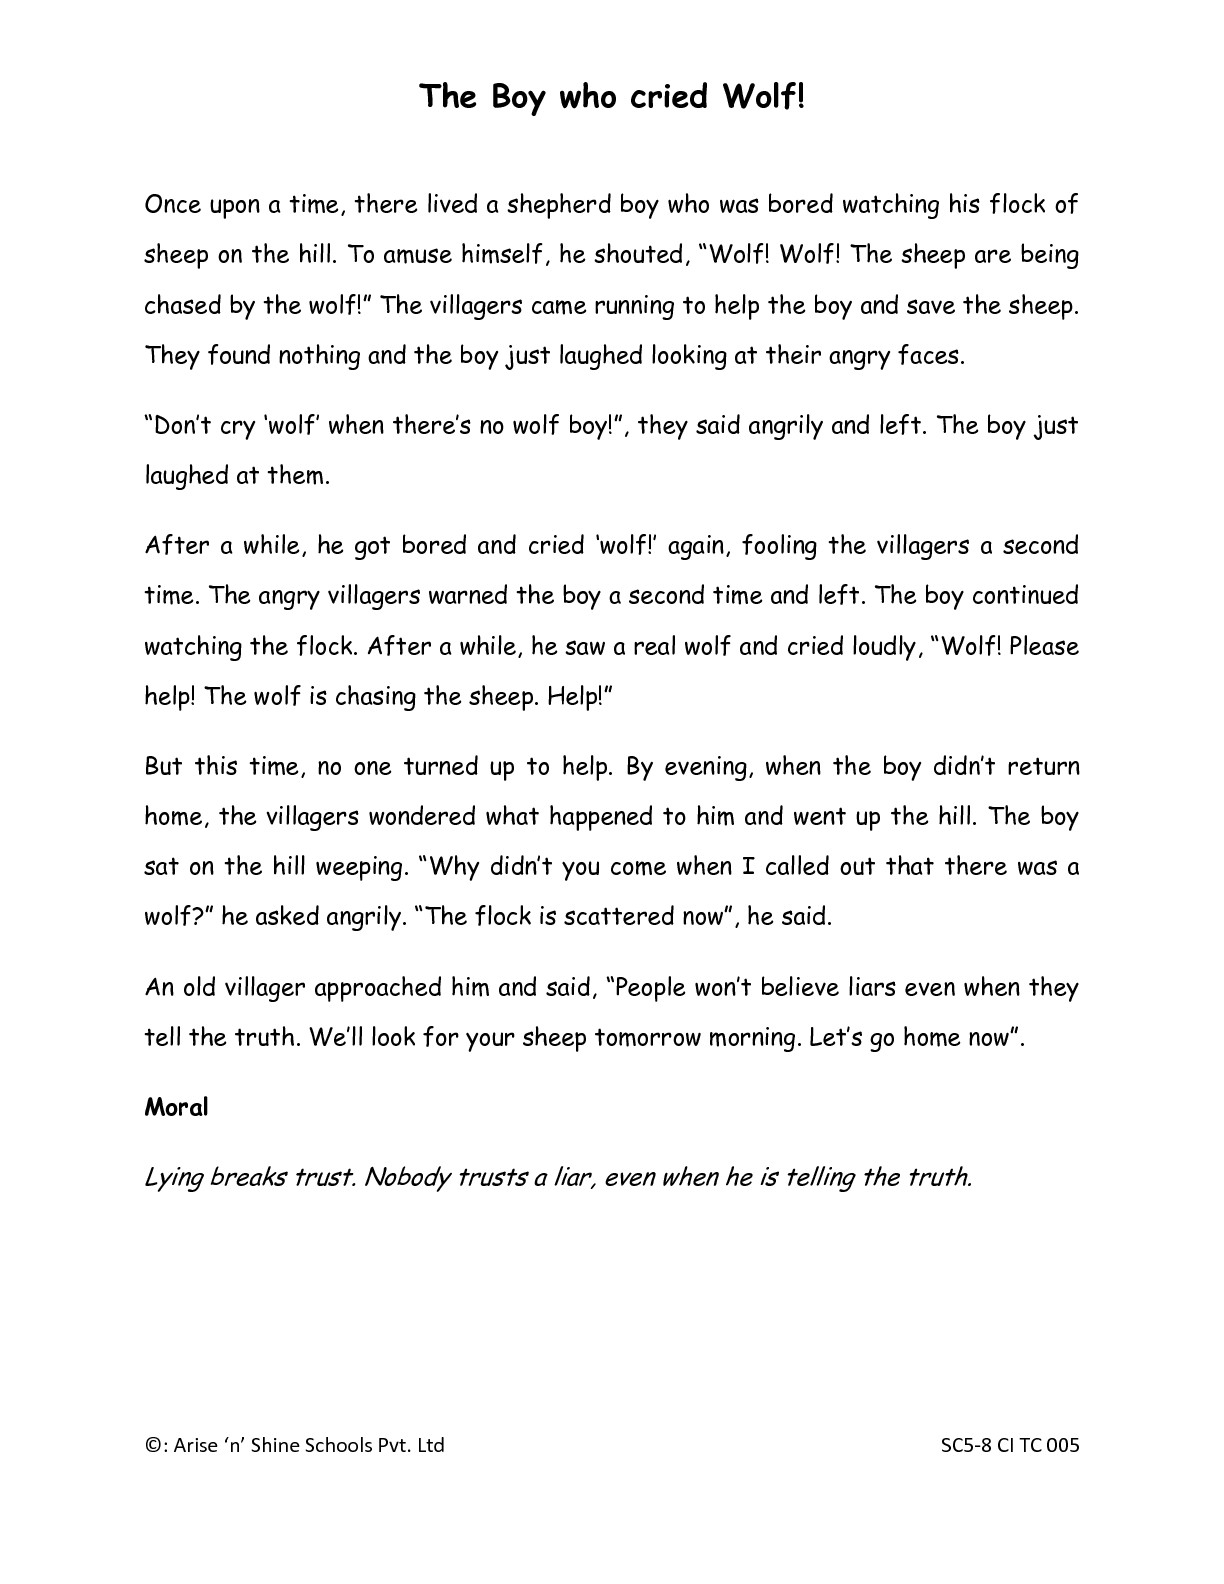 The Boy who cried Wolf!
Once upon a time, there lived a shepherd boy who was bored watching his flock of
sheep on the hill. To amuse himself, he shouted, “Wolf! Wolf! The sheep are being
chased by the wolf!” The villagers came running to help the boy and save the sheep.
They found nothing and the boy just laughed looking at their angry faces.
“Don’t cry ‘wolf’ when there’s no wolf boy!”, they said angrily and left. The boy just
laughed at them.
After a while, he got bored and cried ‘wolf!’ again, fooling the villagers a second
time. The angry villagers warned the boy a second time and left. The boy continued
watching the flock. After a while, he saw a real wolf and cried loudly, “Wolf! Please
help! The wolf is chasing the sheep. Help!”
But this time, no one turned up to help. By evening, when the boy didn’t return
home, the villagers wondered what happened to him and went up the hill. The boy
sat on the hill weeping. “Why didn’t you come when I called out that there was a
wolf?” he asked angrily. “The flock is scattered now”, he said.
An old villager approached him and said, “People won’t believe liars even when they
tell the truth. We’ll look for your sheep tomorrow morning. Let’s go home now”.
Moral
Lying breaks trust. Nobody trusts a liar, even when he is telling the truth.
©: Arise ‘n’ Shine Schools Pvt. Ltd SC5-8 CI TC 005